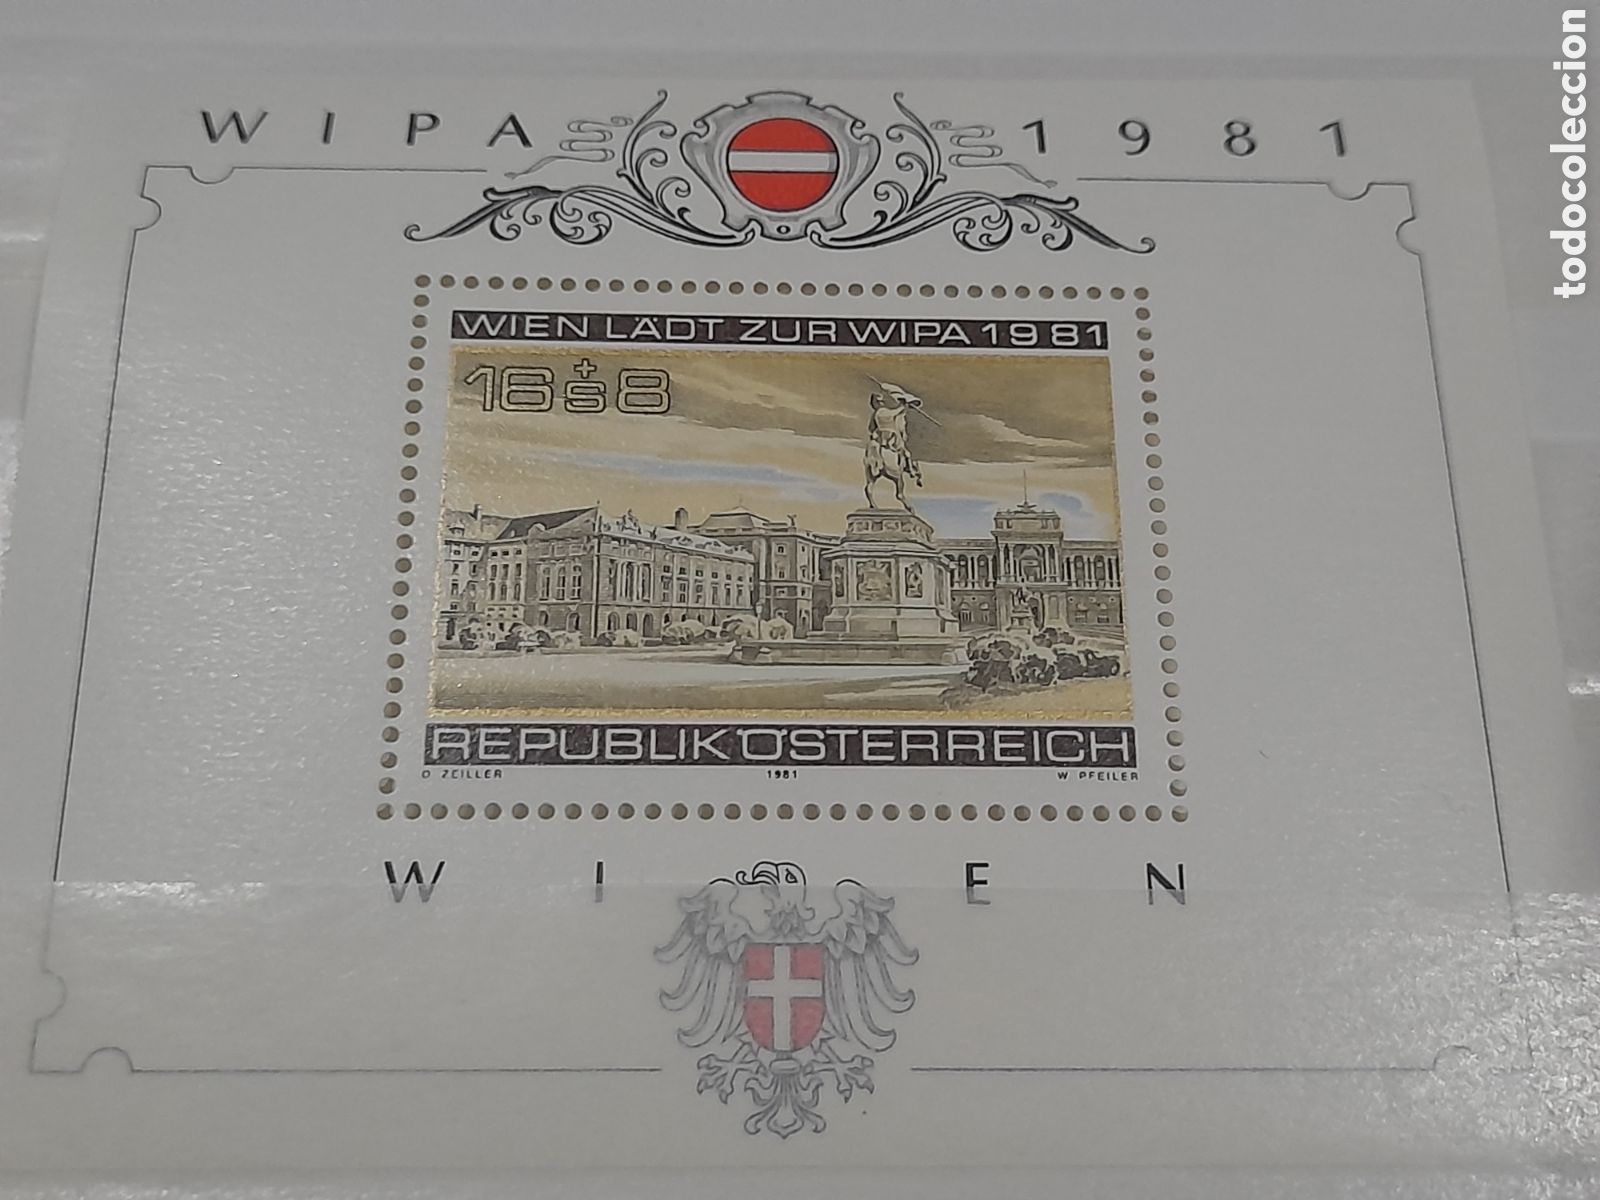 WIPA 1981
WIEN LÄDT ZUR WIPA 1981
16+S8
REPUBLIK ÖSTERREICH
O ZEILLER 1981 W PFEILER
WIEN
todocoleccion